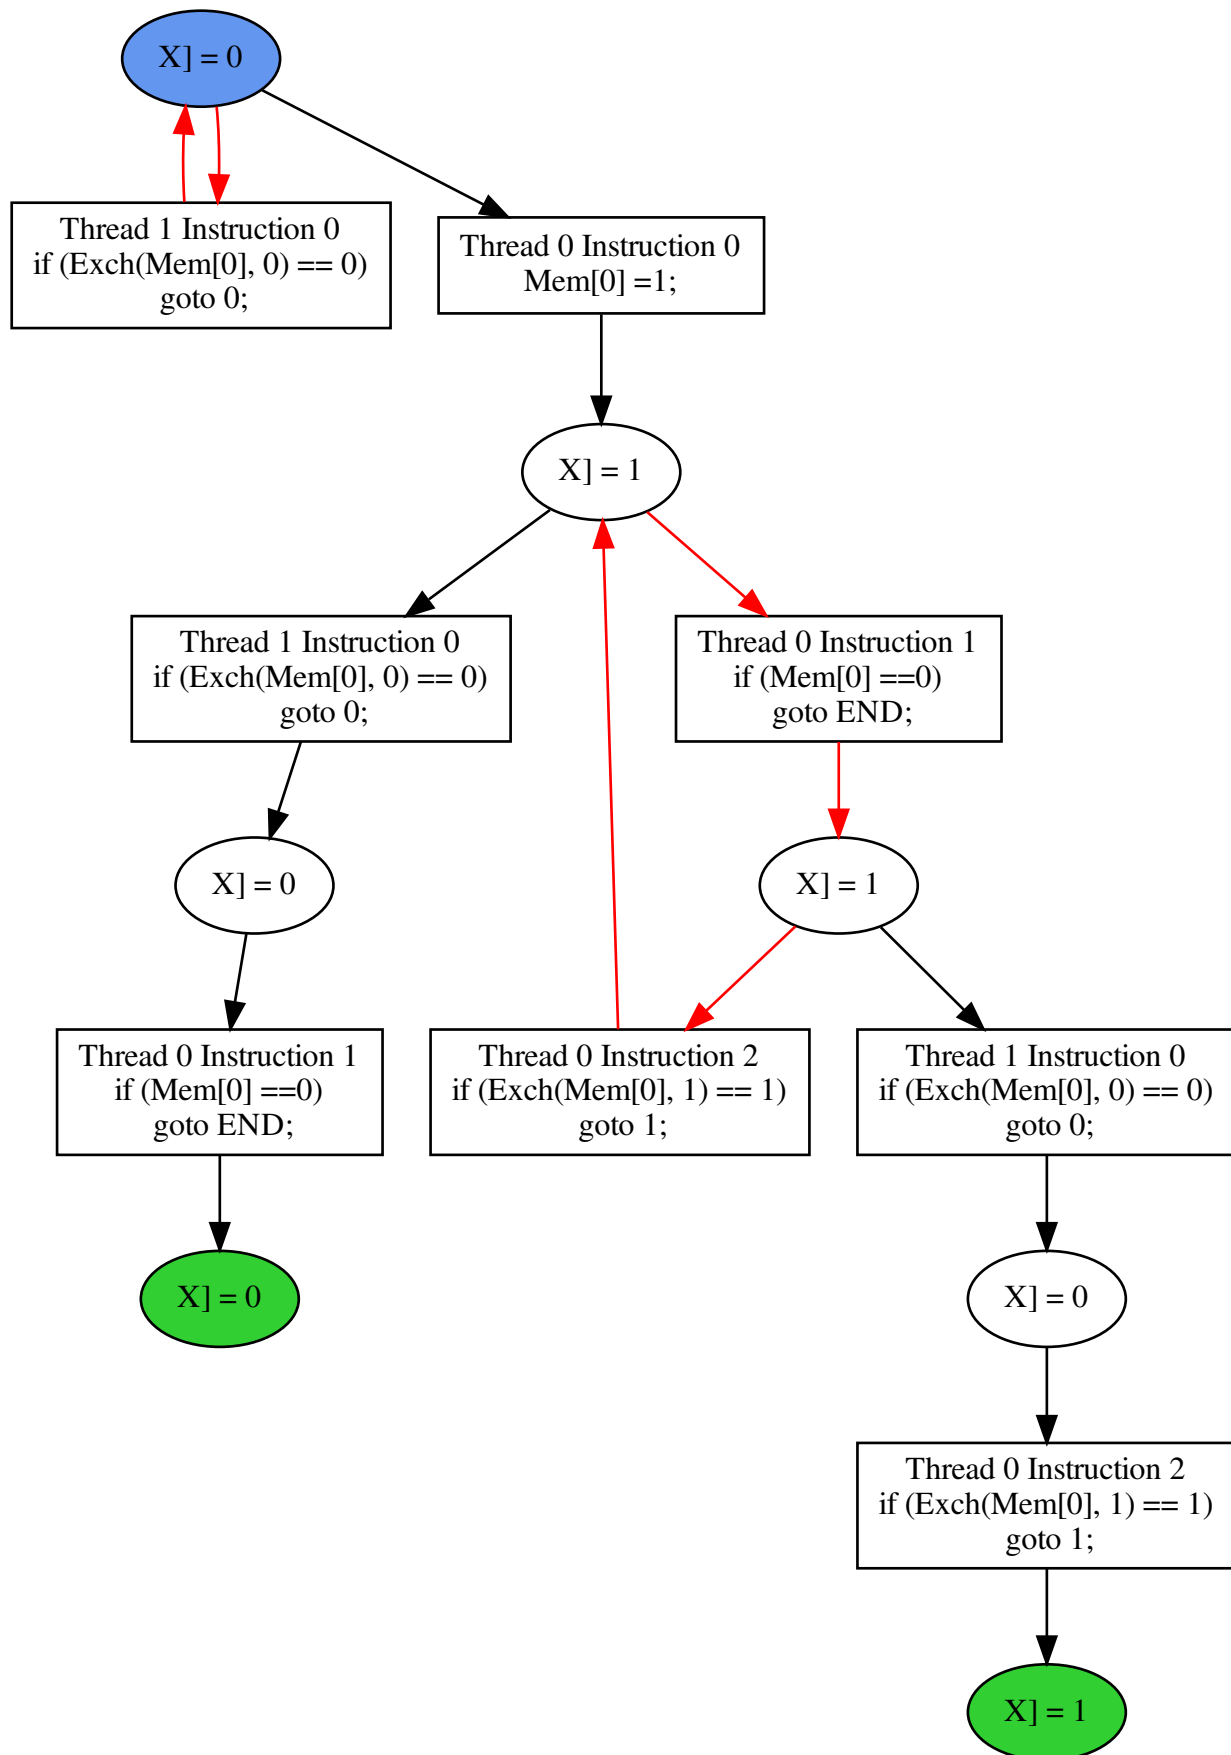 X] = 0
Thread 1 Instruction 0
if (Exch(Mem[0], 0) == 0)
goto 0;
Thread 0 Instruction 0
Mem[0] =1;
X] = 1
Thread 1 Instruction 0
if (Exch(Mem[0], 0) == 0)
goto 0;
Thread 0 Instruction 1
if (Mem[0] ==0)
goto END;
X] = 0
X] = 1
Thread 0 Instruction 1
if (Mem[0] ==0)
goto END;
Thread 0 Instruction 2
if (Exch(Mem[0], 1) == 1)
goto 1;
Thread 1 Instruction 0
if (Exch(Mem[0], 0) == 0)
goto 0;
X] = 0
X] = 0
Thread 0 Instruction 2
if (Exch(Mem[0], 1) == 1)
goto 1;
X] = 1